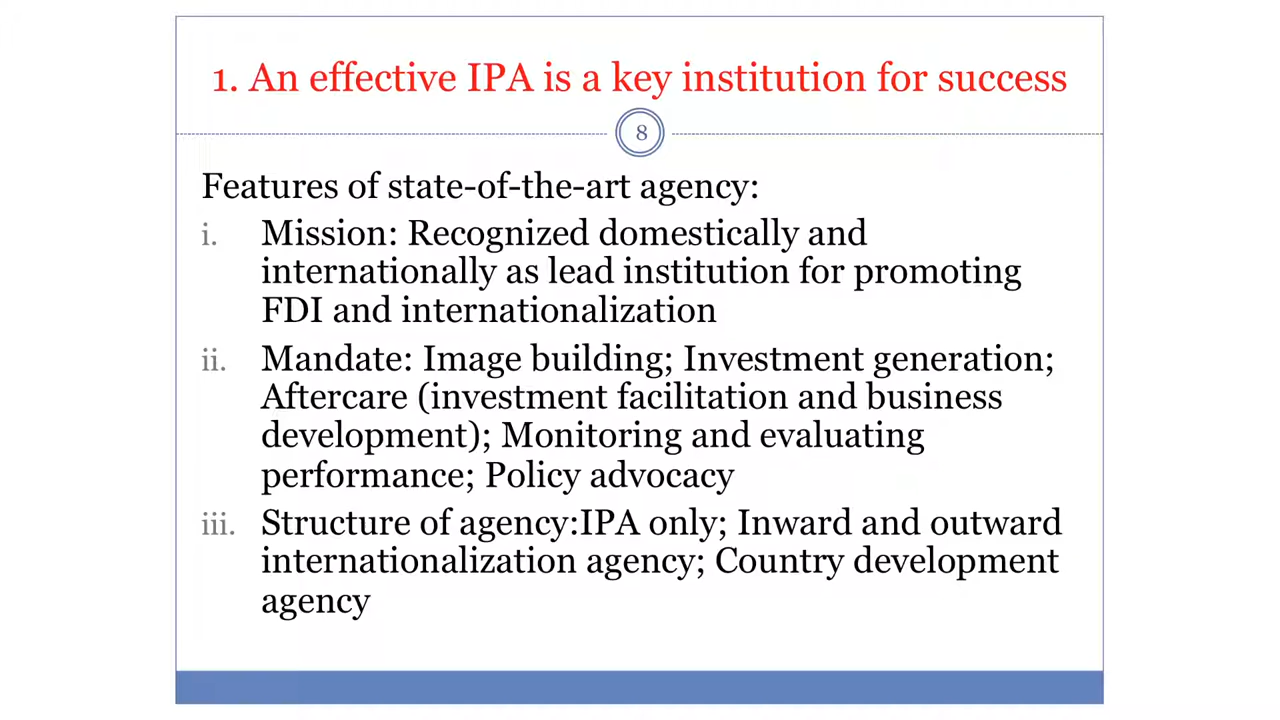 1. An effective IPA is a key institution for success
8
Features of state-of-the-art agency:
i. Mission: Recognized domestically and
internationally as lead institution for promoting
FDI and internationalization
ii. Mandate: Image building; Investment generation;
Aftercare (investment facilitation and business
development); Monitoring and evaluating
performance; Policy advocacy
iii. Structure of agency:IPA only; Inward and outward
internationalization agency; Country development
agency